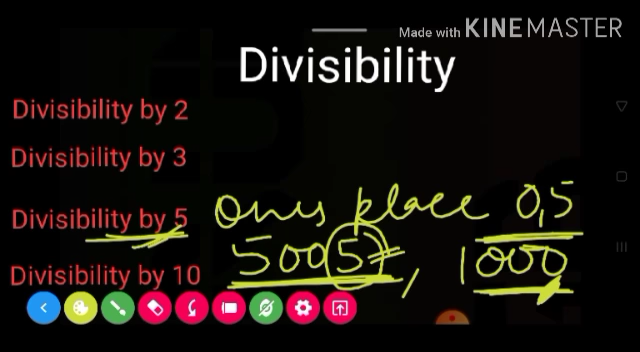 Made with KINEMASTER
Divisibility
Divisibility by 2
Divisibility by 3
Divisibility by 5 Ones place 0,5
5005, 1000
Divisibility by 10